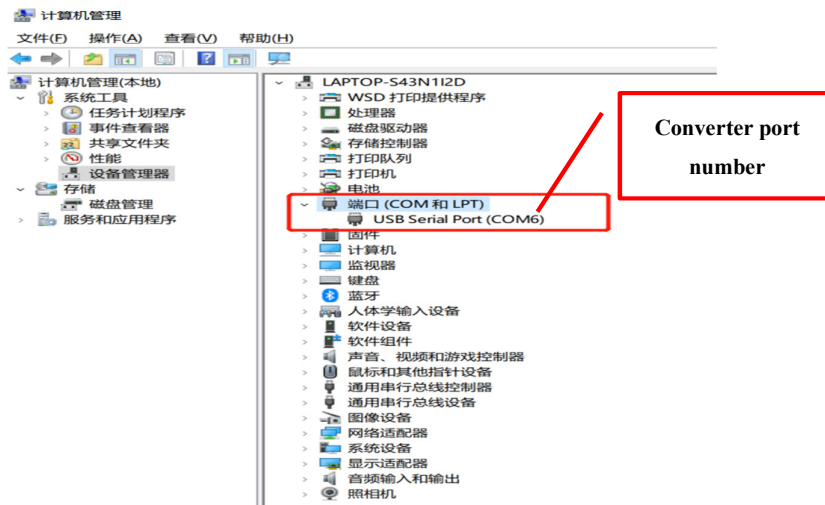 计算机管理
文件(F) 操作(A) 查看(V) 帮助(H)
计算机管理(本地)
系统工具
任务计划程序
事件查看器
共享文件夹
性能
设备管理器
存储
磁盘管理
服务和应用程序
LAPTOP-S43N1I2D
WSD 打印提供程序
处理器
磁盘驱动器
存储控制器
打印队列
打印机
电池
端口 (COM 和 LPT)
USB Serial Port (COM6)
固件
计算机
监视器
键盘
蓝牙
人体学输入设备
软件设备
软件组件
声音、视频和游戏控制器
鼠标和其他指针设备
通用串行总线控制器
通用串行总线设备
图像设备
网络适配器
系统设备
显示适配器
音频输入和输出
照相机
Converter port
number